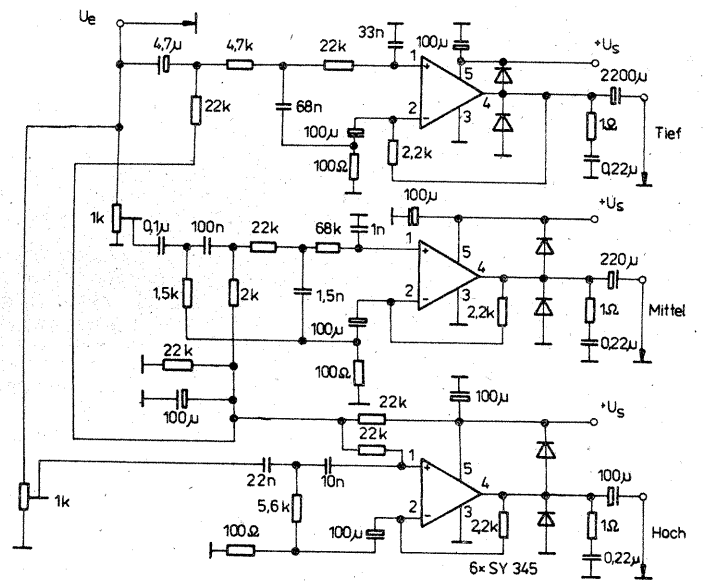 Ue
4,7µ
4,7k
22k
33n
100µ
+Us
1
5
4
2
3
22k
68n
100µ
100Ω
2,2k
2200µ
1Ω
0,22µ
Tief
1k
0,1µ
100n
22k
68k
1n
100µ
+Us
1
5
4
2
3
1,5k
2k
1,5n
100µ
100Ω
2,2k
220µ
1Ω
0,22µ
Mittel
22k
100µ
22k
22k
100µ
+Us
1
5
4
2
3
1k
22n
10n
5,6k
100Ω
100µ
2,2k
100µ
1Ω
0,22µ
Hoch
6× SY 345